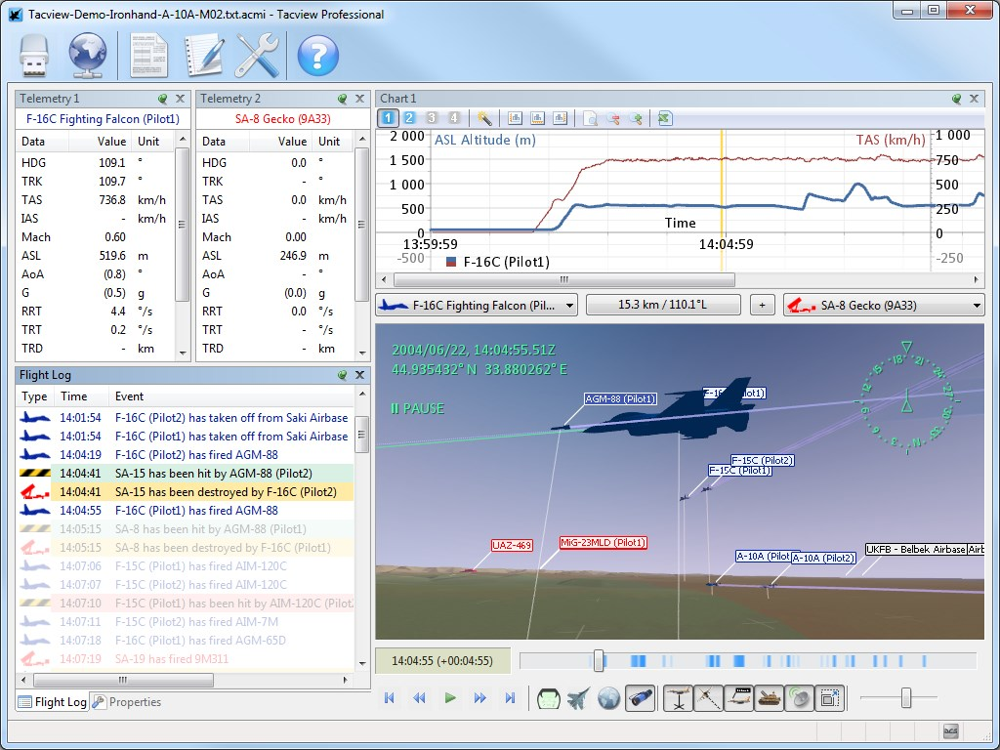 Tacview-Demo-Ironhand-A-10A-M02.txt.acmi - Tacview Professional
Telemetry 1
F-16C Fighting Falcon (Pilot1)
Data Value Unit
HDG 109.1 °
TRK 109.7 °
TAS 736.8 km/h
IAS - km/h
Mach 0.60
ASL 519.6 m
AoA (0.8) °
G (0.5) g
RRT 4.4 °/s
TRT 0.2 °/s
TRD - km
Telemetry 2
SA-8 Gecko (9A33)
Data Value Unit
HDG 0.0 °
TRK - °
TAS 0.0 km/h
IAS - km/h
Mach 0.00
ASL 246.9 m
AoA - °
G (0.0) g
RRT 0.0 °/s
TRT - °/s
TRD - km
Chart 1
1 2 3 4
2 000 ASL Altitude (m) TAS (km/h) 1 000
1 500 750
1 000 500
500 250
Time
0 0
13:59:59 14:04:59
-500 -250
F-16C (Pilot1)
F-16C Fighting Falcon (Pil... 15.3 km / 110.1°L + SA-8 Gecko (9A33)
Flight Log
Type Time Event
14:01:54 F-16C (Pilot2) has taken off from Saki Airbase
14:01:54 F-16C (Pilot1) has taken off from Saki Airbase
14:04:19 F-16C (Pilot2) has fired AGM-88
14:04:41 SA-15 has been hit by AGM-88 (Pilot2)
14:04:41 SA-15 has been destroyed by F-16C (Pilot2)
14:04:55 F-16C (Pilot1) has fired AGM-88
14:05:15 SA-8 has been hit by AGM-88 (Pilot1)
14:05:15 SA-8 has been destroyed by F-16C (Pilot1)
14:07:06 F-15C (Pilot1) has fired AIM-120C
14:07:07 F-15C (Pilot2) has fired AIM-120C
14:07:10 F-15C (Pilot1) has been hit by AIM-120C (Pilot.
14:07:11 F-15C (Pilot2) has fired AIM-7M
14:07:18 F-15C (Pilot1) has fired AGM-65D
14:07:19 SA-19 has fired 9M311
Flight Log Properties
2004/06/22, 14:04:55.51Z
44.935432° N 33.880262° E
PAUSE
18 21 24 27 30 33 0 3 6 9 12 15
AGM-88 (Pilot1)
F-15C (Pilot2)
F-15C (Pilot1)
UAZ-469
MiG-23MLD (Pilot1)
UKFB - Belbek Airbase
A-10A (Pilot
A-10A (Pilot2)
14:04:55 (+00:04:55)